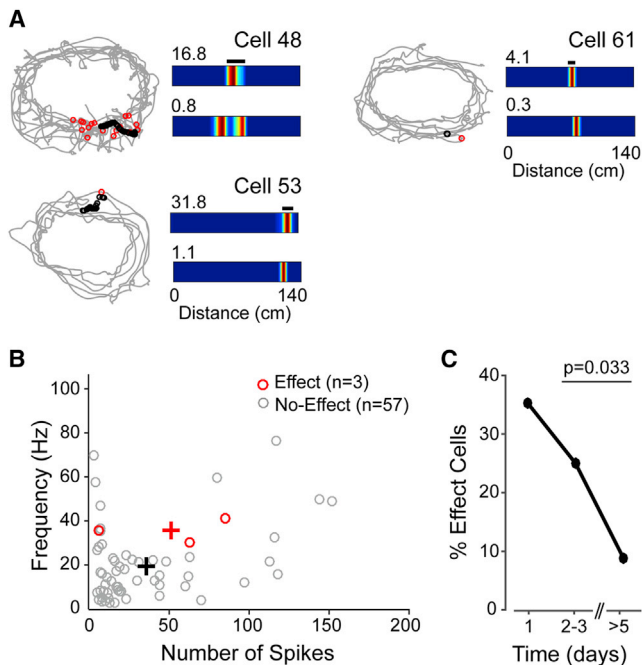 A
Cell 48
16.8
0.8
Cell 61
4.1
0.3
0 140
Distance (cm)
Cell 53
31.8
1.1
0 140
Distance (cm)
B
Effect (n=3)
No-Effect (n=57)
Frequency (Hz)
100
80
60
40
20
0
0 50 100 150 200
Number of Spikes
C
p=0.033
% Effect Cells
40
30
20
10
0
1 2-3 // >5
Time (days)